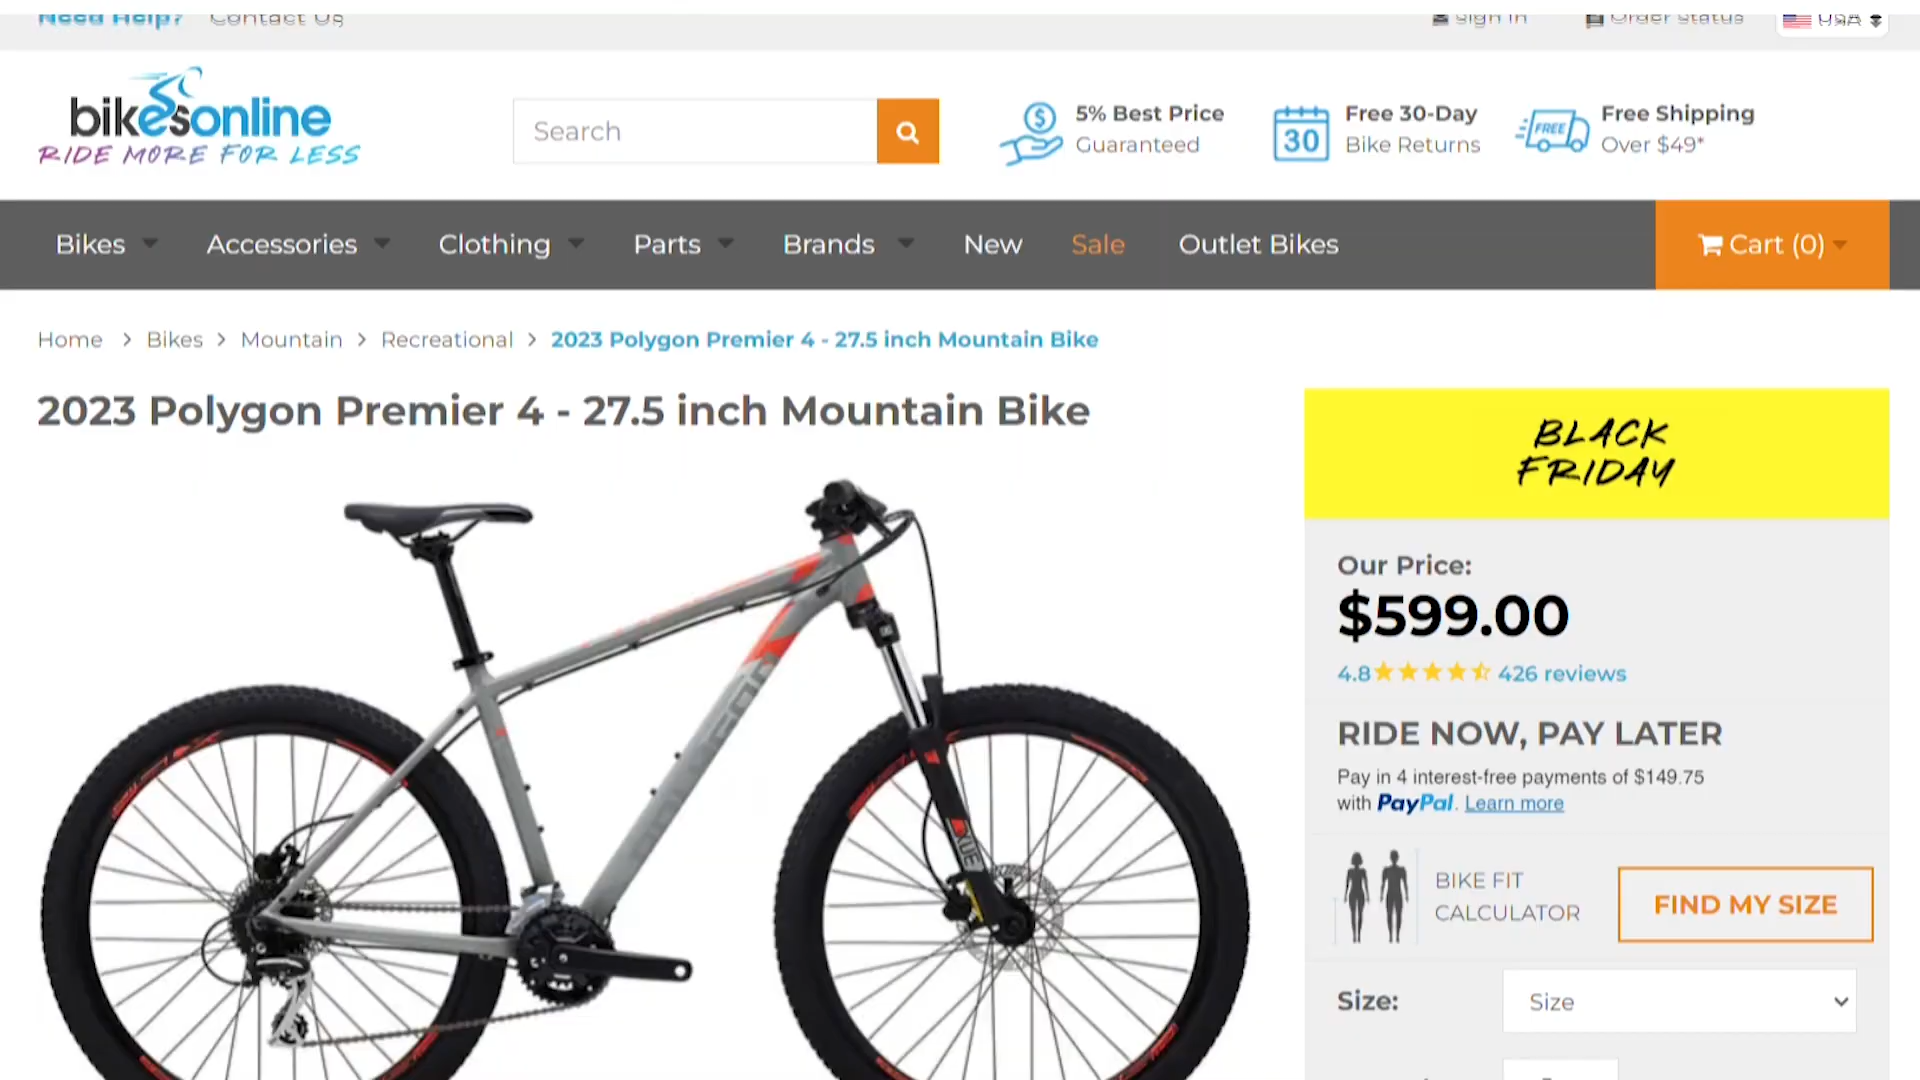 Need Help? Contact Us
Sign In Order Status USA
bikesonline
RIDE MORE FOR LESS
Search
5% Best Price
Guaranteed
30
Free 30-Day
Bike Returns
FREE
Free Shipping
Over $49*
Bikes Accessories Clothing Parts Brands New Sale Outlet Bikes Cart (0)
Home > Bikes > Mountain > Recreational > 2023 Polygon Premier 4 - 27.5 inch Mountain Bike
2023 Polygon Premier 4 - 27.5 inch Mountain Bike
BLACK
FRIDAY
Our Price:
$599.00
4.8 426 reviews
RIDE NOW, PAY LATER
Pay in 4 interest-free payments of $149.75
with PayPal. Learn more
BIKE FIT
CALCULATOR
FIND MY SIZE
Size: Size